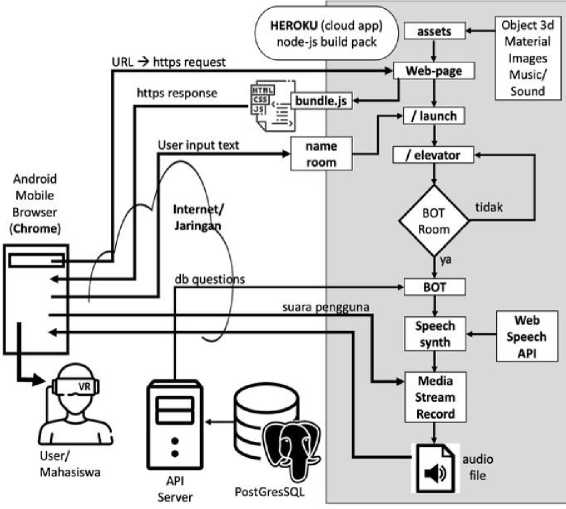 HEROKU (cloud app)
node-js build pack
assets
Object 3d
Material
Images
Music/
Sound
URL → https request
Web-page
https response
HTML
CSS
JS
bundle.js
/ launch
User input text
name
room
/ elevator
Android
Mobile
Browser
(Chrome)
Internet/
Jaringan
BOT
Room
tidak
ya
db questions
BOT
suara pengguna
Speech
synth
Web
Speech
API
VR
Media
Stream
Record
User/
Mahasiswa
API
Server
PostGresSQL
audio
file